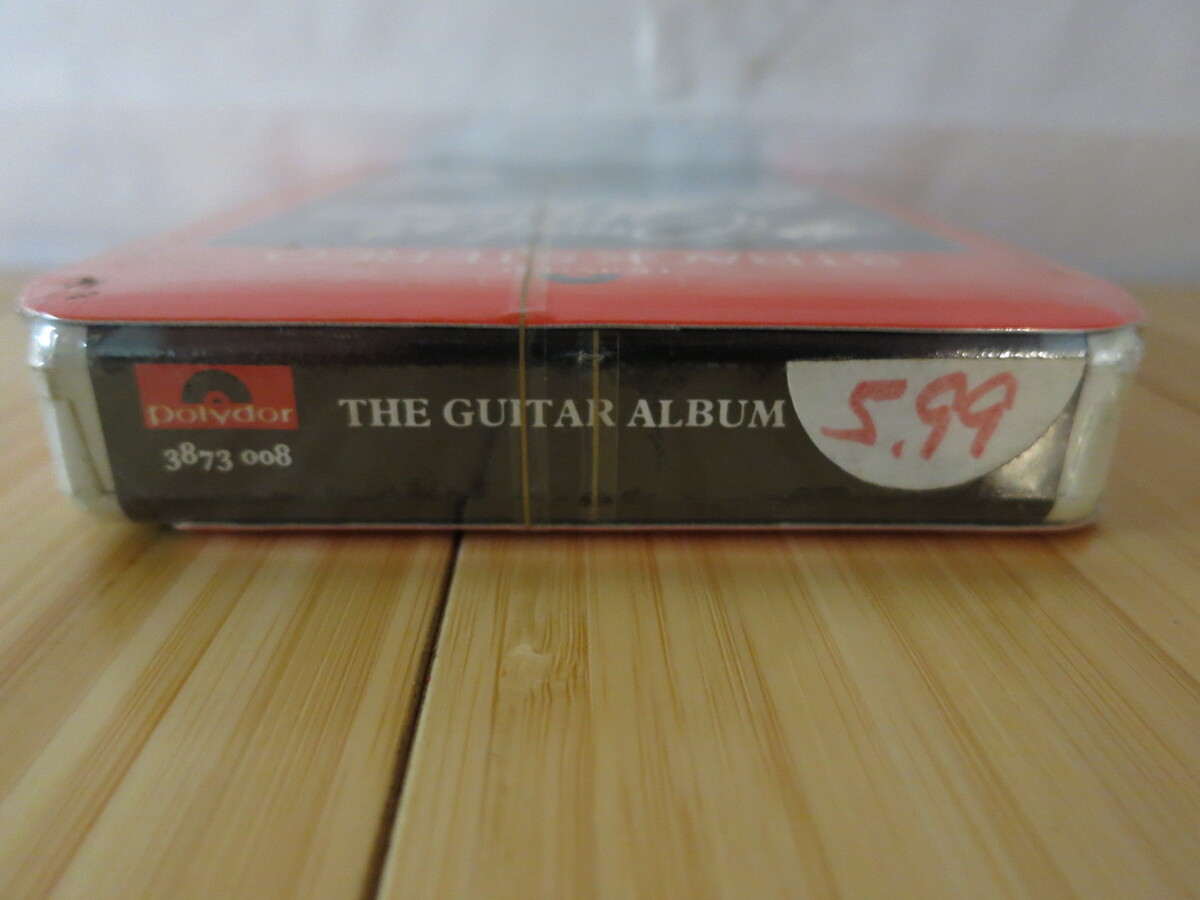 polydor
3873 008
THE GUITAR ALBUM
5.99